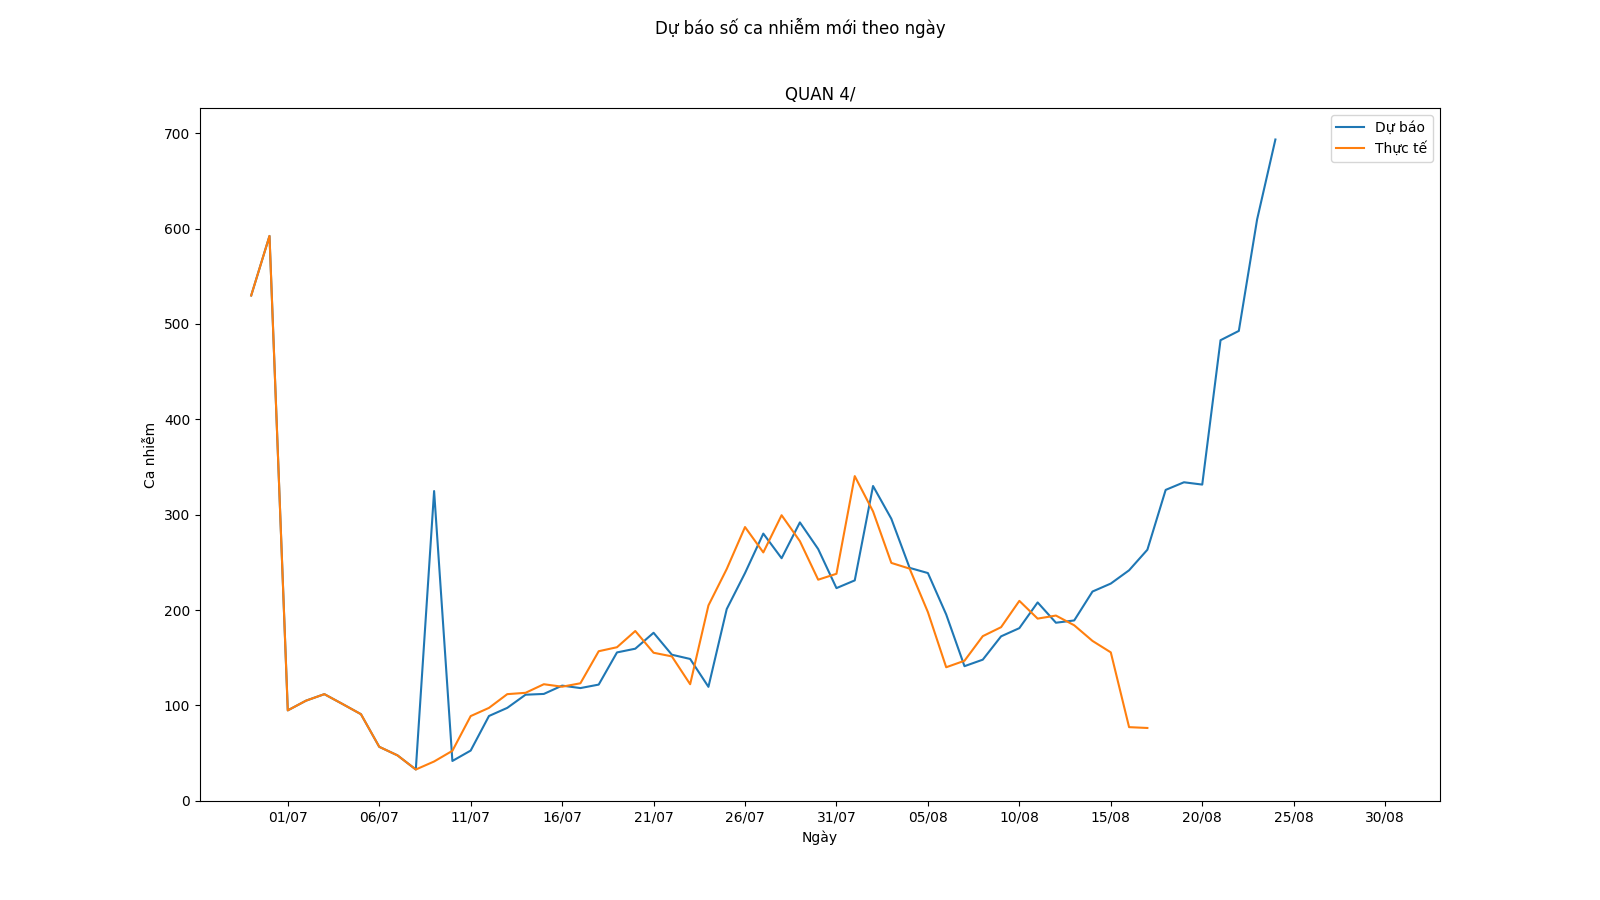 Dự báo số ca nhiễm mới theo ngày
QUAN 4/
Dự báo
Thực tế
700
600
500
400
300
200
100
0
Ca nhiễm
01/07 06/07 11/07 16/07 21/07 26/07 31/07 05/08 10/08 15/08 20/08 25/08 30/08
Ngày